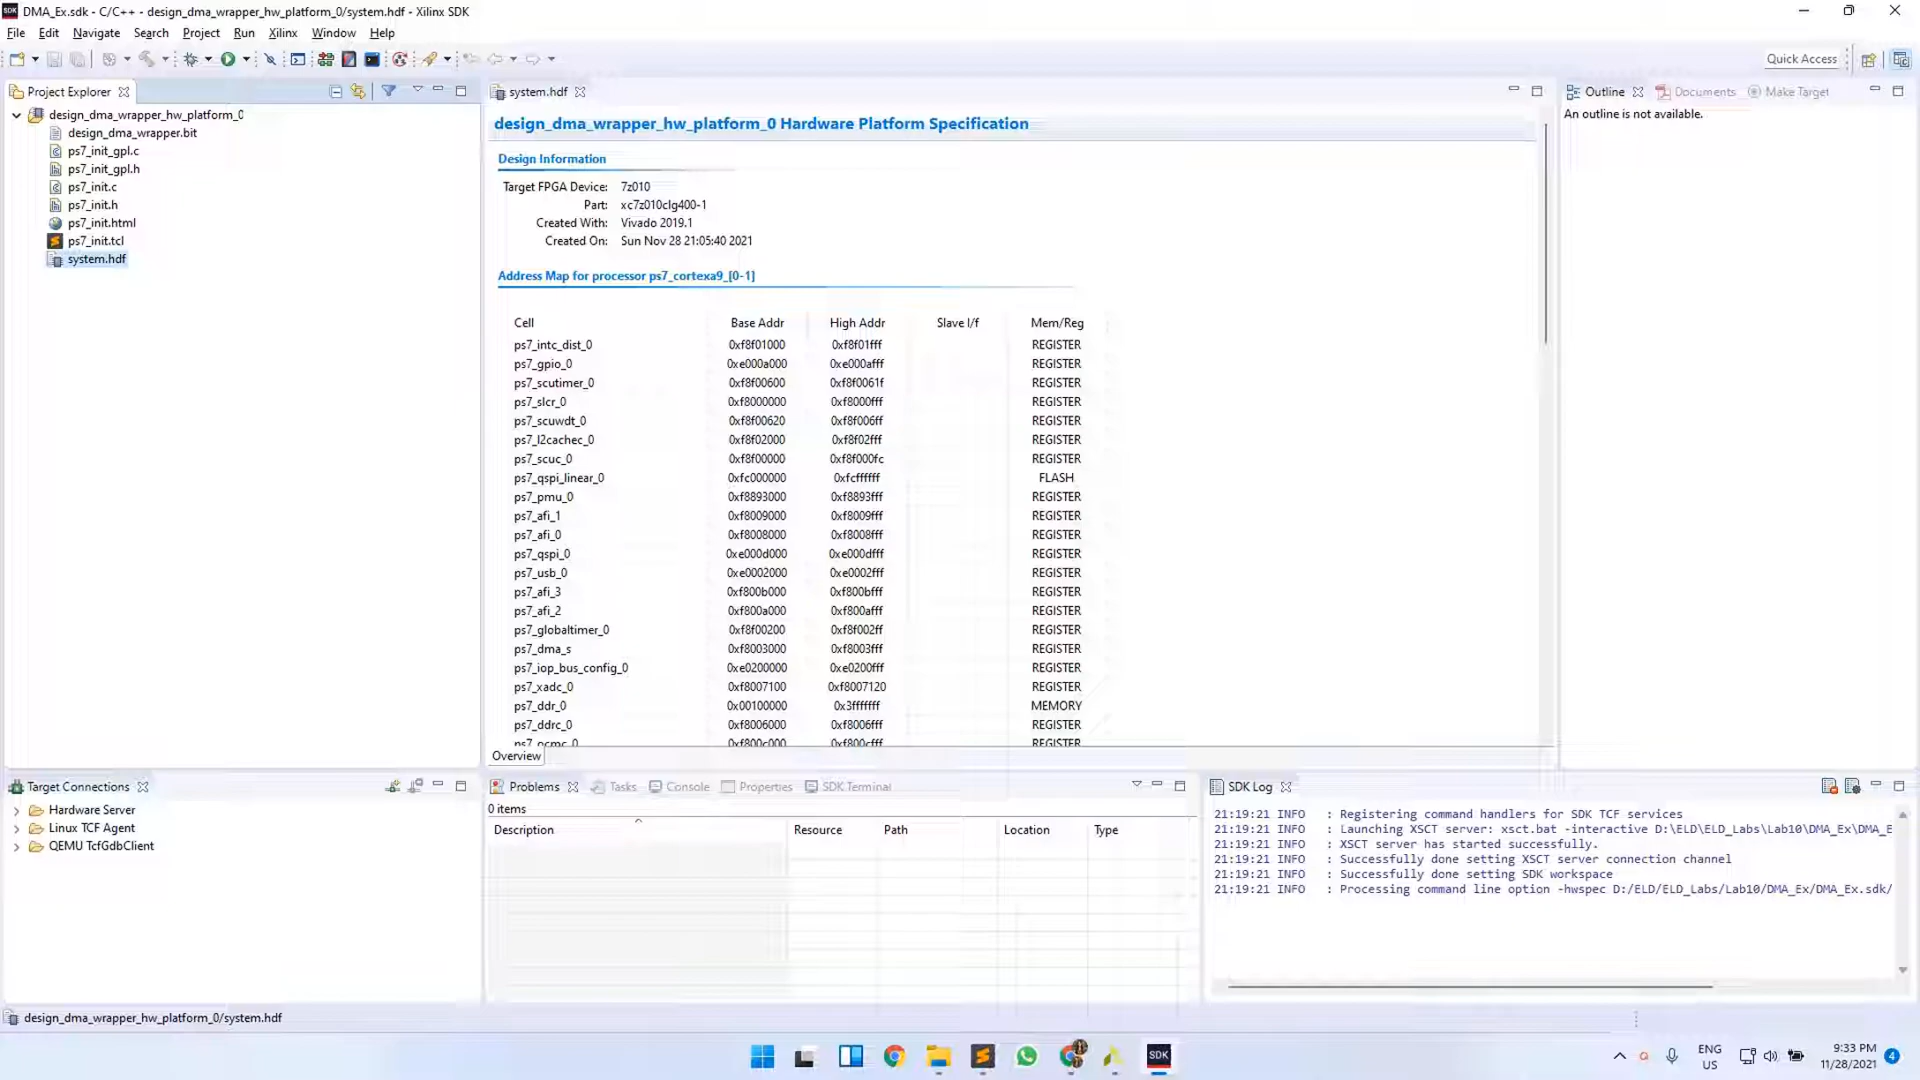 DMA_Ex.sdk - C/C++ - design_dma_wrapper_hw_platform_0/system.hdf - Xilinx SDK
File Edit Navigate Search Project Run Xilinx Window Help
Quick Access
Project Explorer
design_dma_wrapper_hw_platform_0
design_dma_wrapper.bit
ps7_init_gpl.c
ps7_init_gpl.h
ps7_init.c
ps7_init.h
ps7_init.html
ps7_init.tcl
system.hdf
system.hdf
design_dma_wrapper_hw_platform_0 Hardware Platform Specification
Design Information
Target FPGA Device: 7z010
Part: xc7z010clg400-1
Created With: Vivado 2019.1
Created On: Sun Nov 28 21:05:40 2021
Address Map for processor ps7_cortexa9_[0-1]
Cell Base Addr High Addr Slave I/f Mem/Reg
ps7_intc_dist_0 0xf8f01000 0xf8f01fff REGISTER
ps7_gpio_0 0xe000a000 0xe000afff REGISTER
ps7_scutimer_0 0xf8f00600 0xf8f0061f REGISTER
ps7_slcr_0 0xf8000000 0xf8000fff REGISTER
ps7_scuwdt_0 0xf8f00620 0xf8f006ff REGISTER
ps7_l2cachec_0 0xf8f02000 0xf8f02fff REGISTER
ps7_scuc_0 0xf8f00000 0xf8f000fc REGISTER
ps7_qspi_linear_0 0xfc000000 0xfcffffff FLASH
ps7_pmu_0 0xf8893000 0xf8893fff REGISTER
ps7_afi_1 0xf8009000 0xf8009fff REGISTER
ps7_afi_0 0xf8008000 0xf8008fff REGISTER
ps7_qspi_0 0xe000d000 0xe000dfff REGISTER
ps7_usb_0 0xe0002000 0xe0002fff REGISTER
ps7_afi_3 0xf800b000 0xf800bfff REGISTER
ps7_afi_2 0xf800a000 0xf800afff REGISTER
ps7_globaltimer_0 0xf8f00200 0xf8f002ff REGISTER
ps7_dma_s 0xf8003000 0xf8003fff REGISTER
ps7_iop_bus_config_0 0xe0200000 0xe0200fff REGISTER
ps7_xadc_0 0xf8007100 0xf8007120 REGISTER
ps7_ddr_0 0x00100000 0x3fffffff MEMORY
ps7_ddrc_0 0xf8006000 0xf8006fff REGISTER
ps7_ocmc_0 0xf800c000 0xf800cfff REGISTER
Overview
Outline Documents Make Target
An outline is not available.
Target Connections
Hardware Server
Linux TCF Agent
QEMU TcfGdbClient
Problems Tasks Console Properties SDK Terminal
0 items
Description Resource Path Location Type
SDK Log
21:19:21 INFO : Registering command handlers for SDK TCF services
21:19:21 INFO : Launching XSCT server: xsct.bat -interactive D:\ELD\ELD_Labs\Lab10\DMA_Ex\DMA_E
21:19:21 INFO : XSCT server has started successfully.
21:19:21 INFO : Successfully done setting XSCT server connection channel
21:19:21 INFO : Successfully done setting SDK workspace
21:19:21 INFO : Processing command line option -hwspec D:/ELD/ELD_Labs/Lab10/DMA_Ex/DMA_Ex.sdk/
design_dma_wrapper_hw_platform_0/system.hdf
SDK
ENG
US
9:33 PM
11/28/2021
4